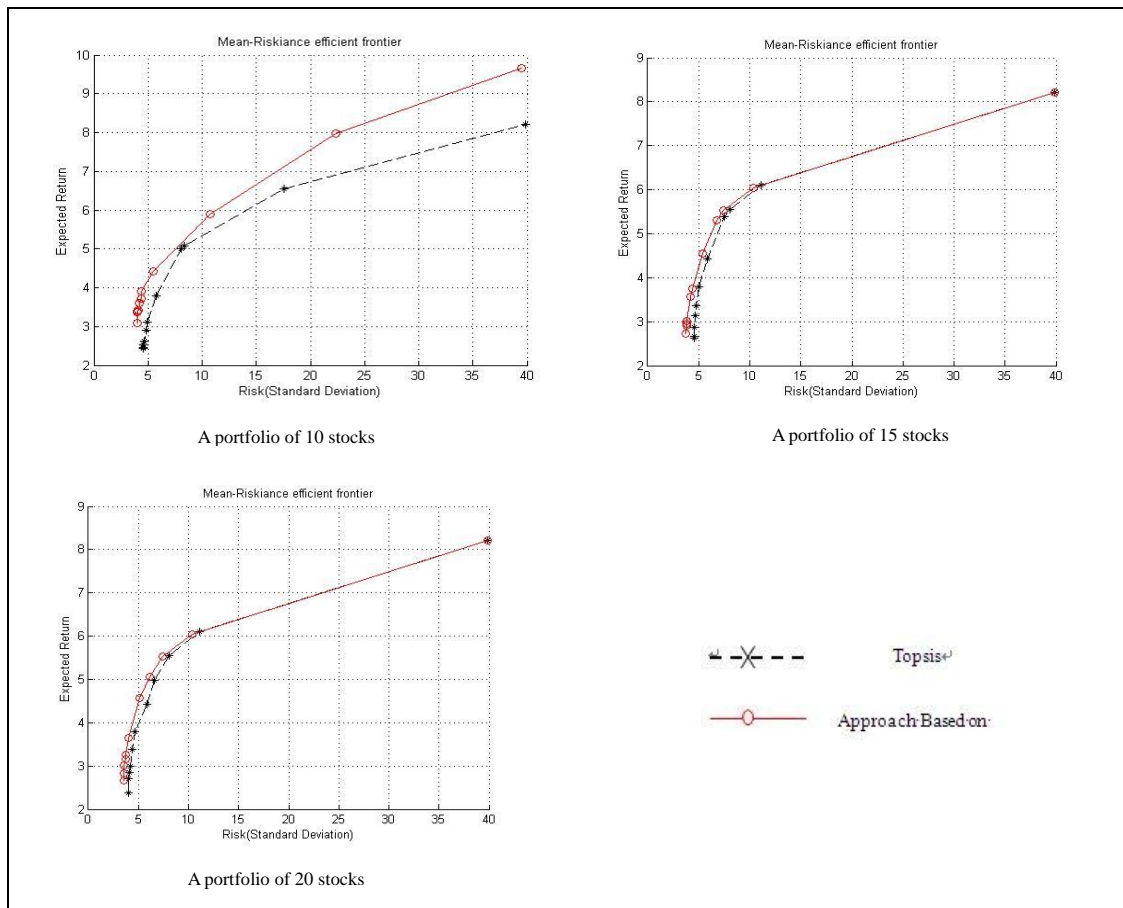 Mean-Riskiance efficient frontier
10
9
8
7
6
5
4
3
2
Expected Return
0 5 10 15 20 25 30 35 40
Risk(Standard Deviation)
A portfolio of 10 stocks
Mean-Riskiance efficient frontier
9
8
7
6
5
4
3
2
Expected Return
0 5 10 15 20 25 30 35 40
Risk(Standard Deviation)
A portfolio of 15 stocks
Mean-Riskiance efficient frontier
9
8
7
6
5
4
3
2
Expected Return
0 5 10 15 20 25 30 35 40
Risk(Standard Deviation)
A portfolio of 20 stocks
Topsis↵
Approach·Based·on·